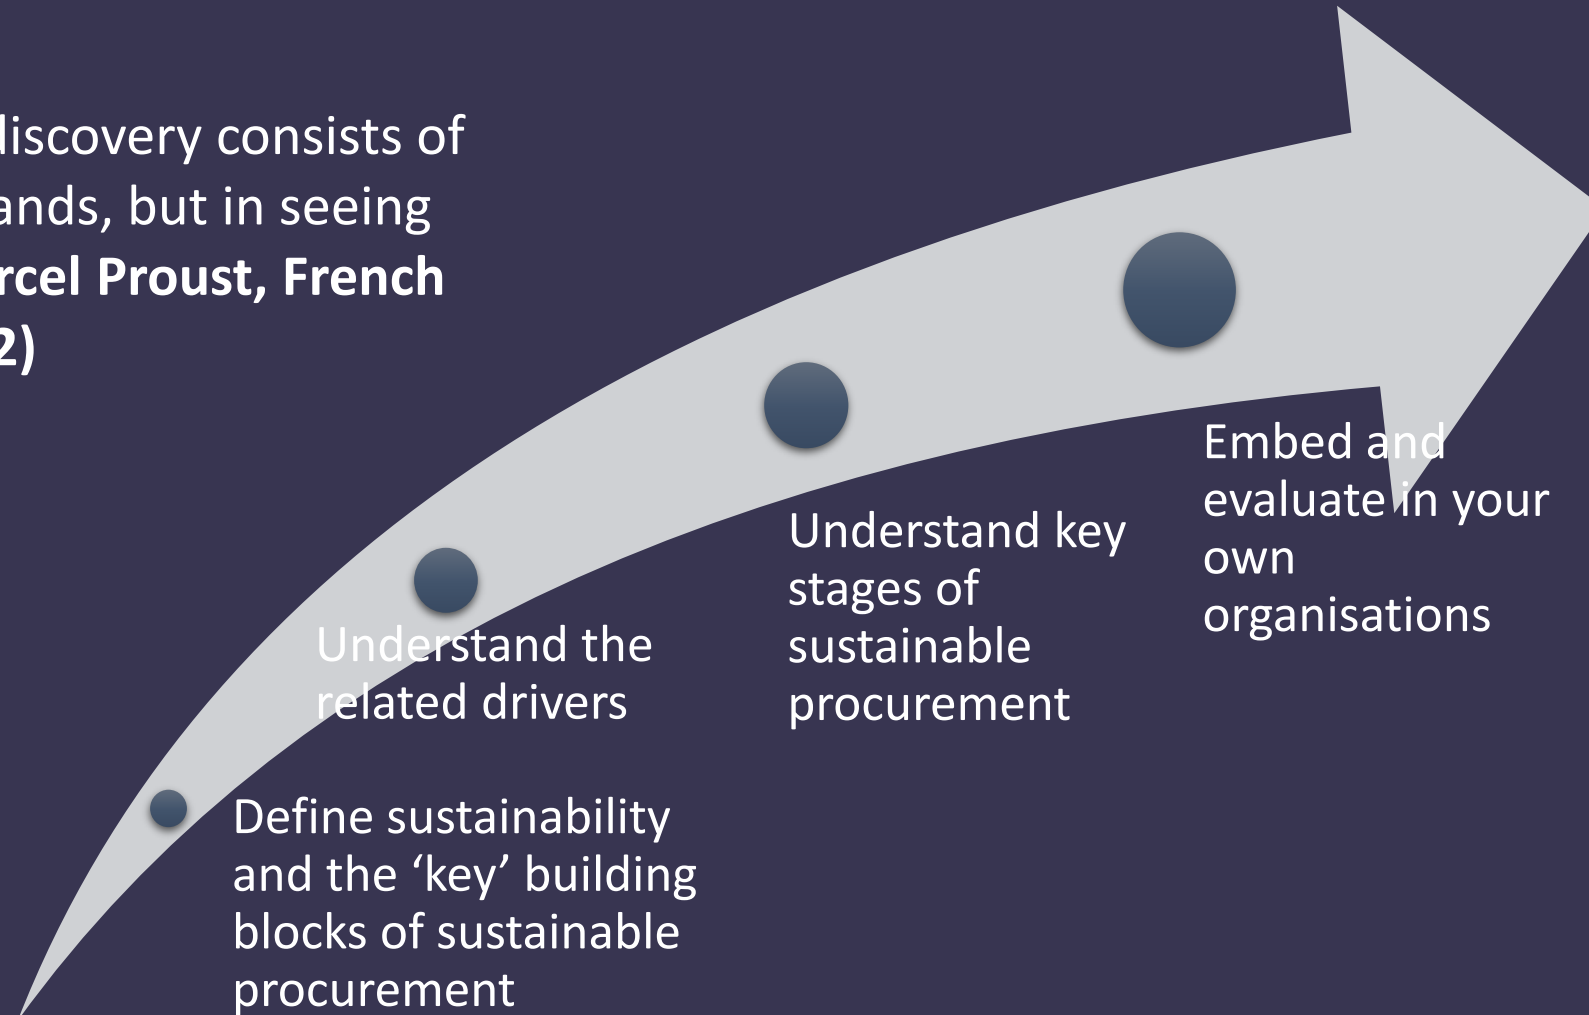 discovery consists of
ands, but in seeing
rcel Proust, French
2)
Embed and
evaluate in your
own
organisations
Understand key
stages of
sustainable
procurement
Understand the
related drivers
Define sustainability
and the ‘key’ building
blocks of sustainable
procurement